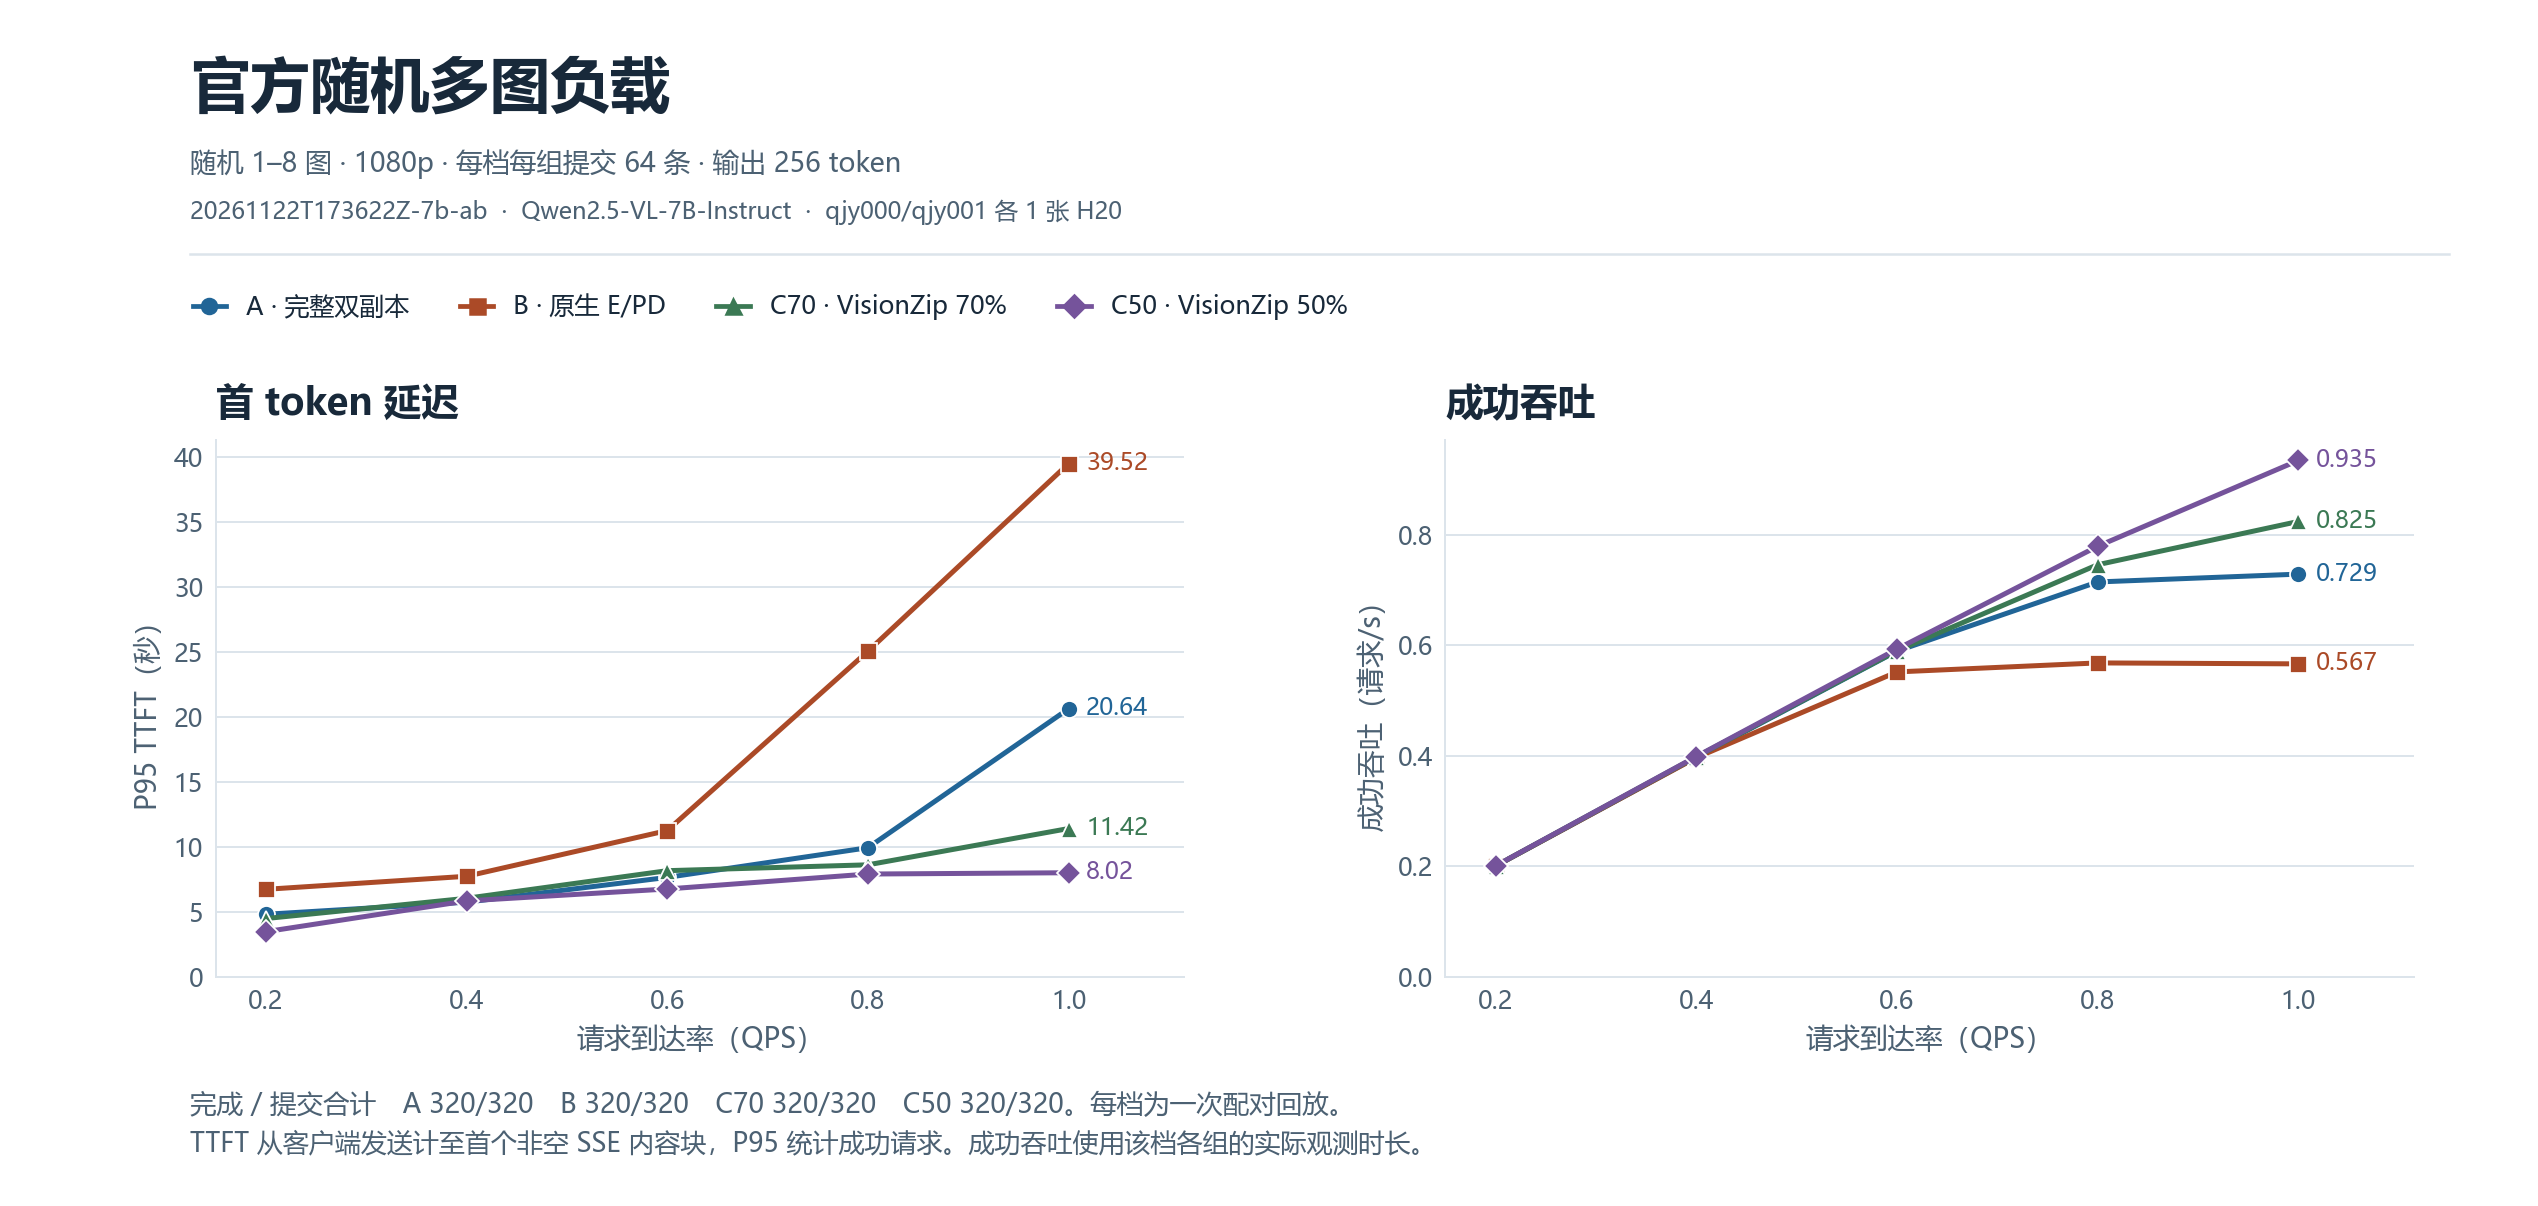 官方随机多图负载
随机 1–8 图 · 1080p · 每档每组提交 64 条 · 输出 256 token
20261122T173622Z-7b-ab · Qwen2.5-VL-7B-Instruct · qjy000/qjy001 各 1 张 H20
A · 完整双副本
B · 原生 E/PD
C70 · VisionZip 70%
C50 · VisionZip 50%
首 token 延迟
P95 TTFT（秒）
40
35
30
25
20
15
10
5
0
39.52
20.64
11.42
8.02
0.2
0.4
0.6
0.8
1.0
请求到达率（QPS）
成功吞吐
成功吞吐（请求/s）
0.8
0.6
0.4
0.2
0.0
0.935
0.825
0.729
0.567
0.2
0.4
0.6
0.8
1.0
请求到达率（QPS）
完成 / 提交合计 A 320/320 B 320/320 C70 320/320 C50 320/320。每档为一次配对回放。
TTFT 从客户端发送计至首个非空 SSE 内容块，P95 统计成功请求。成功吞吐使用该档各组的实际观测时长。